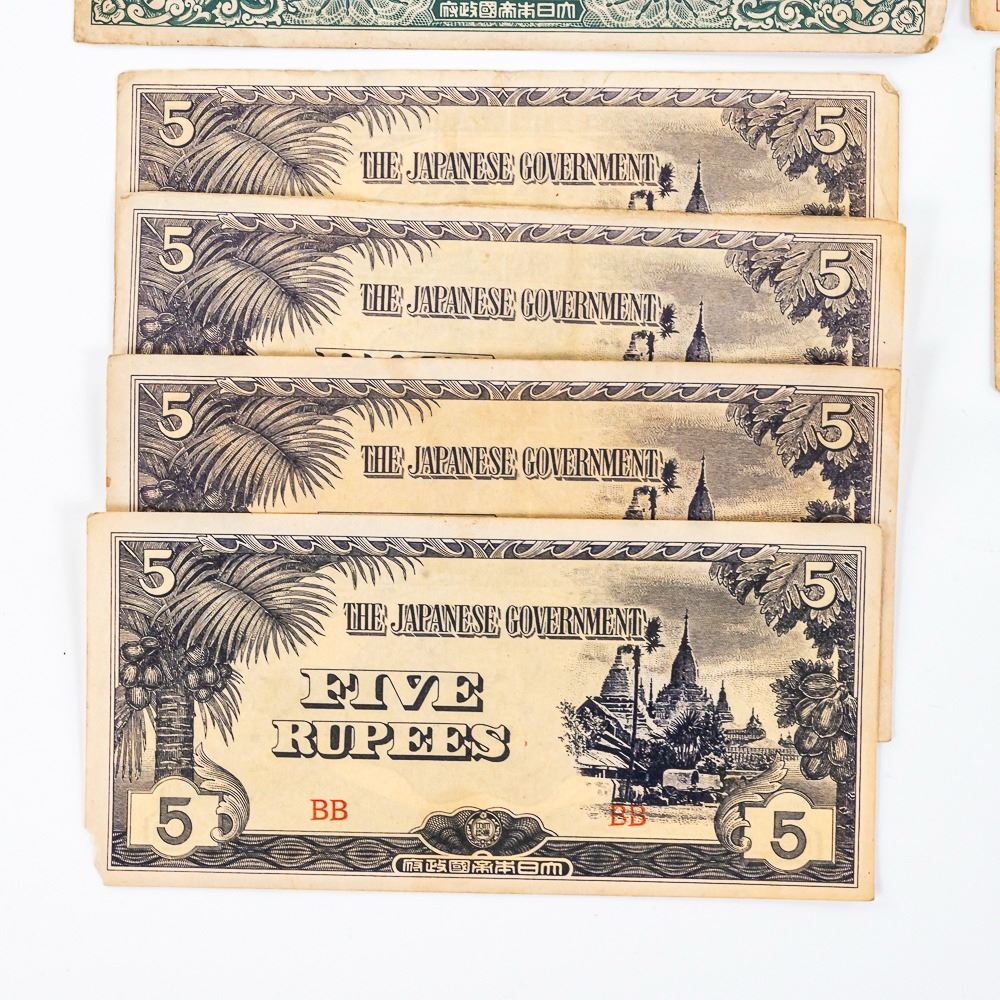 大日本帝國政府
5 5
THE JAPANESE GOVERNMENT
5 5
THE JAPANESE GOVERNMENT
5 5
THE JAPANESE GOVERNMENT
5 5
THE JAPANESE GOVERNMENT
FIVE
RUPEES
BB BB
5 5
大日本帝國政府